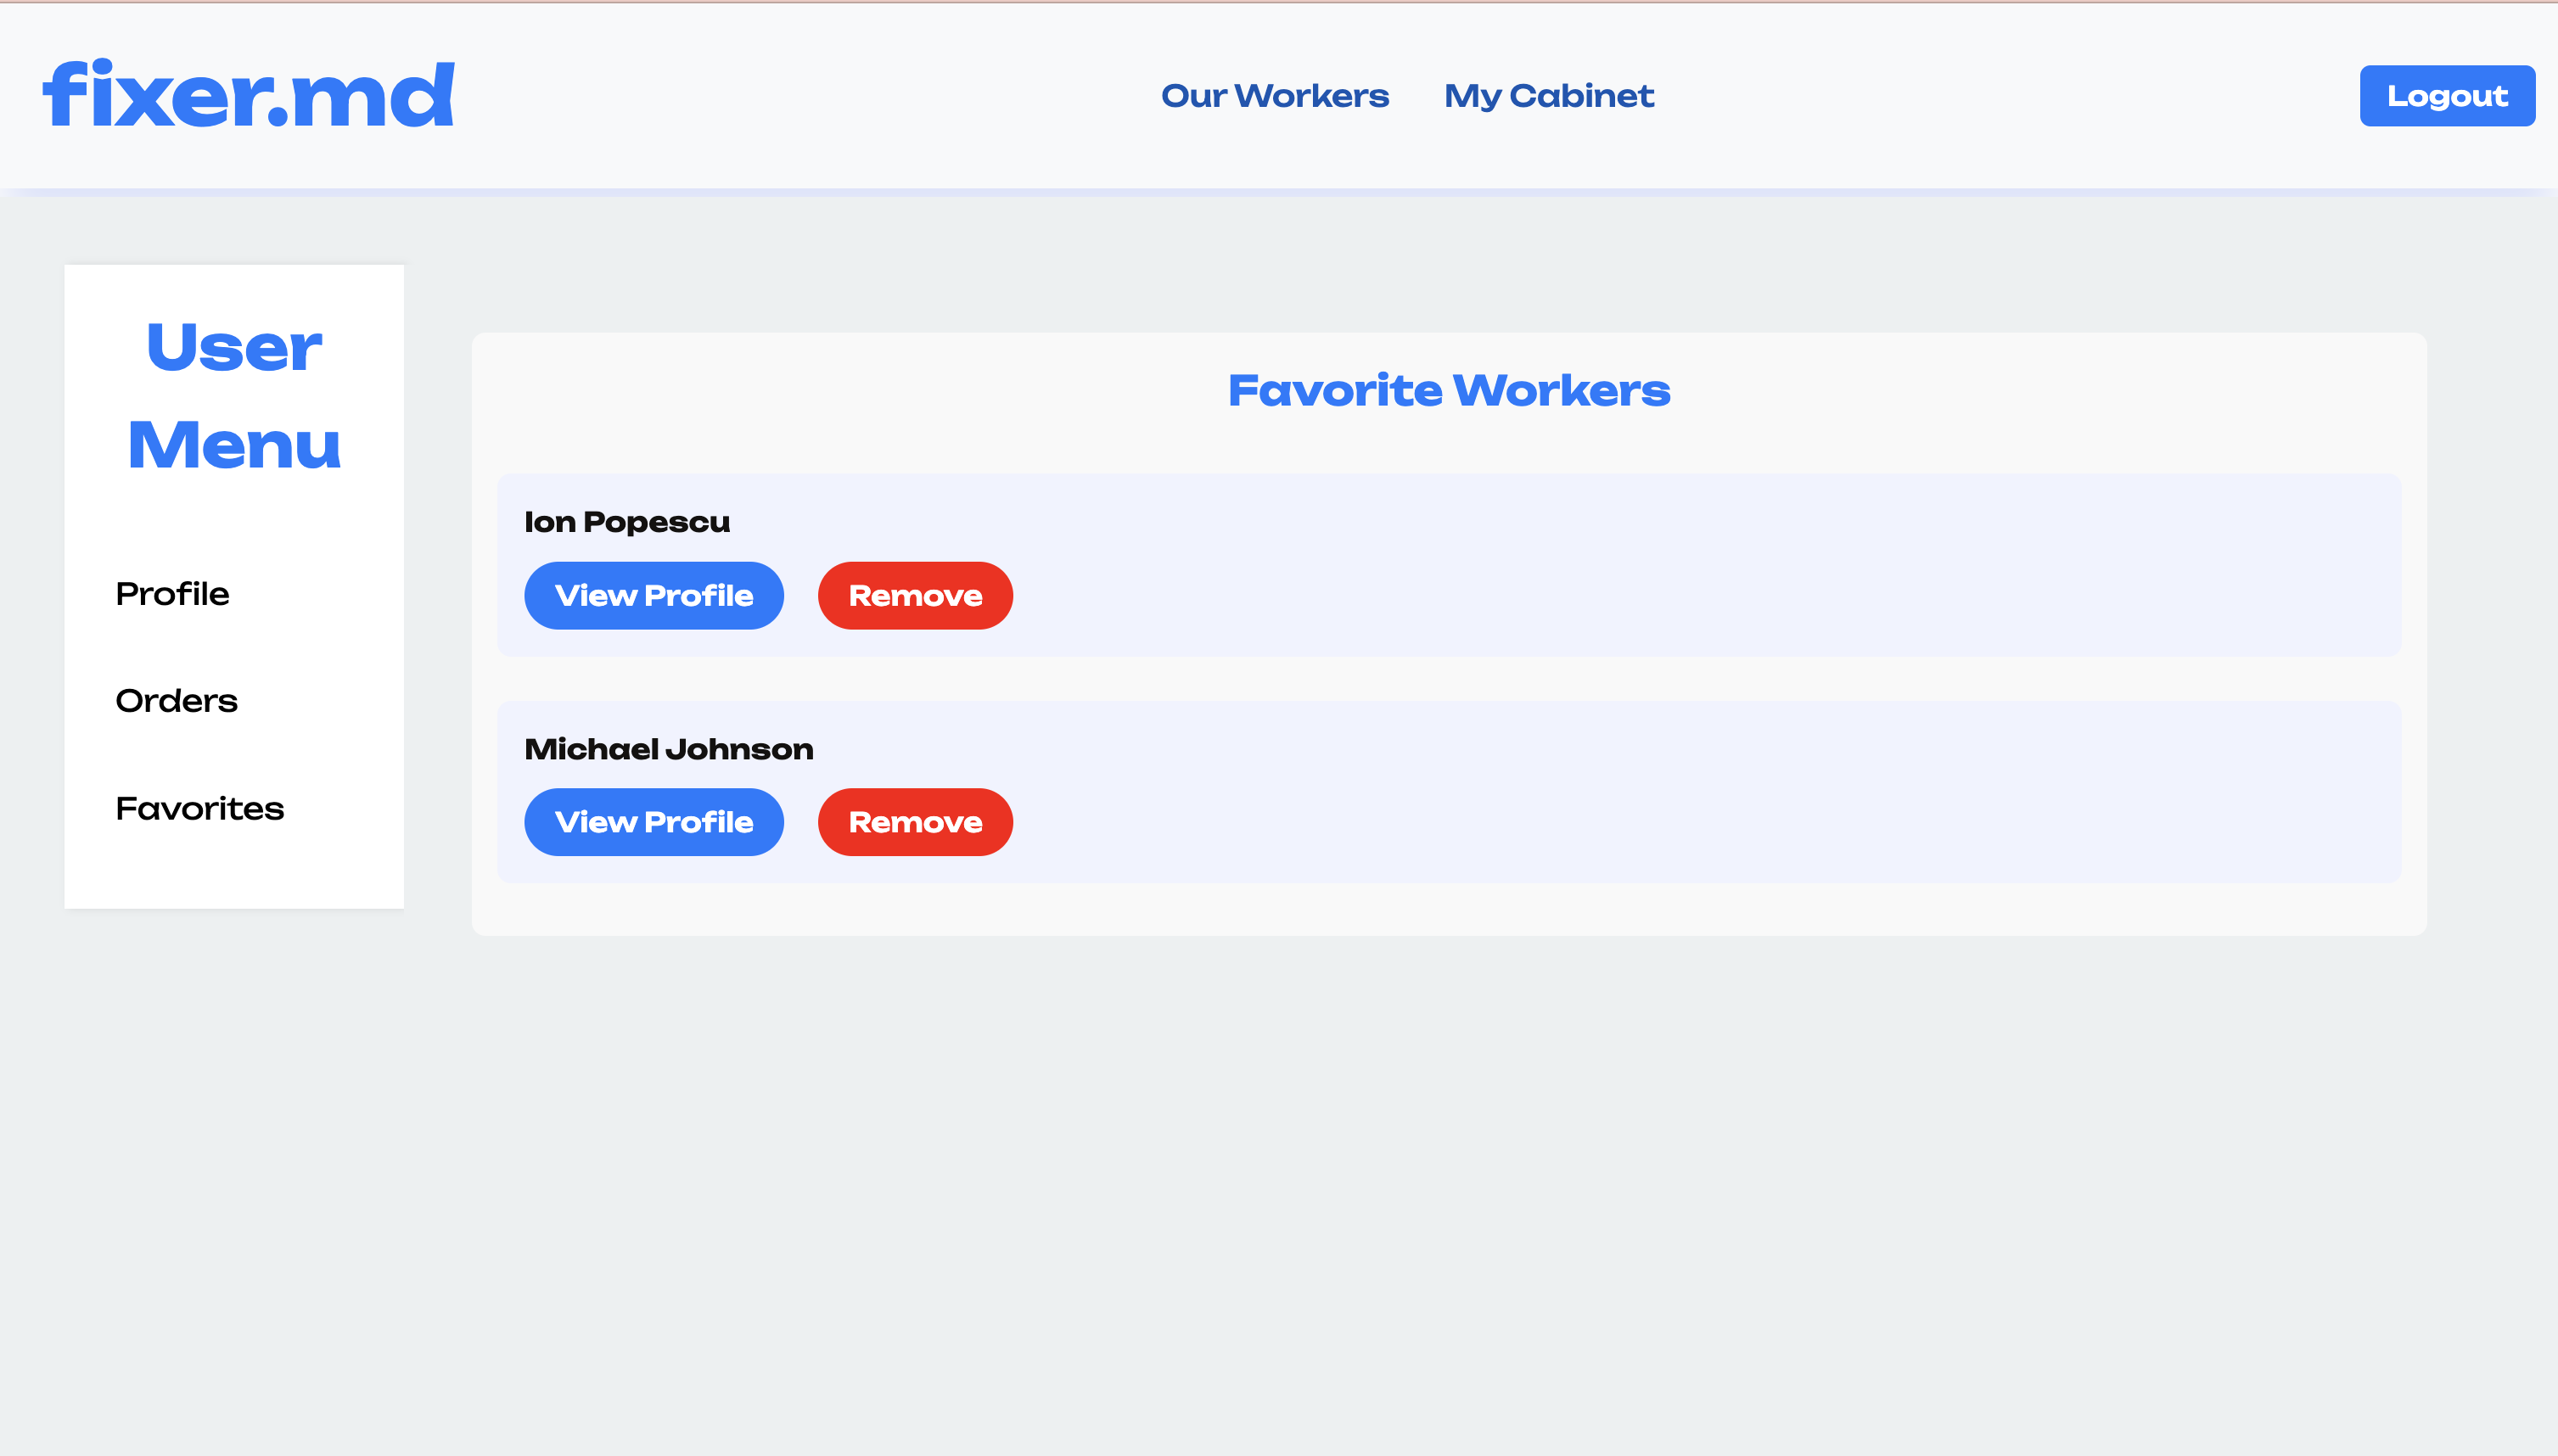 fixer.md
Our Workers
My Cabinet
Logout
User
Menu
Profile
Orders
Favorites
Favorite Workers
Ion Popescu
View Profile
Remove
Michael Johnson
View Profile
Remove